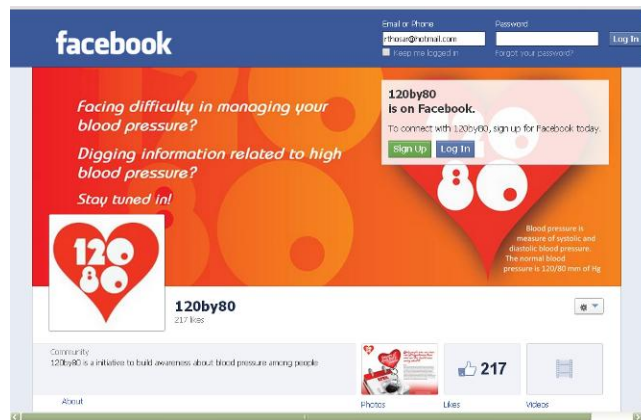 facebook
Email or Phone
Password
rthosar@hotmail.com
Log In
Keep me logged in
Forgot your password?
Facing difficulty in managing your
blood pressure?
Digging information related to high
blood pressure?
Stay tuned in!
120by80
is on Facebook.
To connect with 120by80, sign up for Facebook today.
Sign Up
Log In
120
80
120
80
Blood pressure is
measure of systolic and
diastolic blood pressure.
The normal blood
pressure is 120/80 mm of Hg
120
80
120by80
217 likes
Community
120by80 is a initiative to build awareness about blood pressure among people
217
About
Photos
Likes
Videos